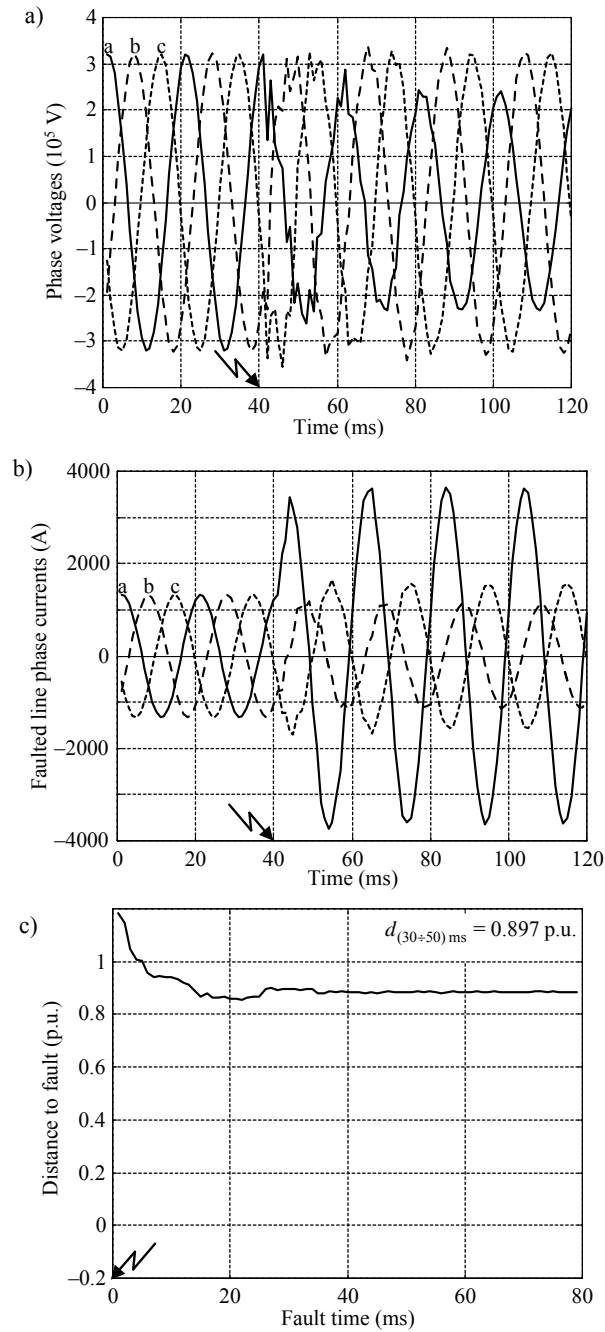 a)
Phase voltages (10⁵ V)
4
3
2
1
0
–1
–2
–3
–4
a b c
0 20 40 60 80 100 120
Time (ms)
b)
Faulted line phase currents (A)
4000
2000
0
–2000
–4000
a b c
0 20 40 60 80 100 120
Time (ms)
c)
Distance to fault (p.u.)
d(30÷50) ms = 0.897 p.u.
1
0.8
0.6
0.4
0.2
0
–0.2
0 20 40 60 80
Fault time (ms)